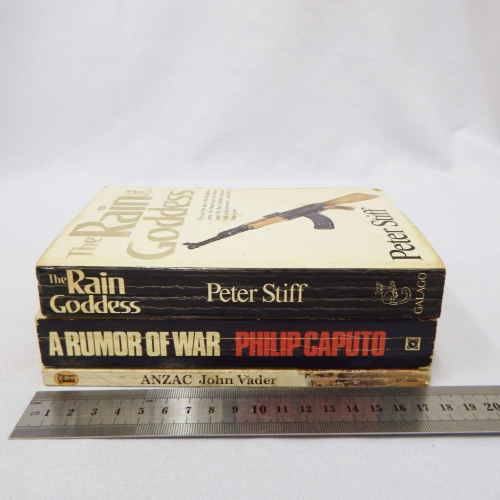 The
Rain
Goddess
Peter Stiff
The
Rain
Goddess
Peter Stiff
GALAGO
A RUMOR OF WAR PHILIP CAPUTO
ANZAC John Vader
1 2 3 4 5 6 7 8 9 10 11 12 13 14 15 16 17 18 19 20